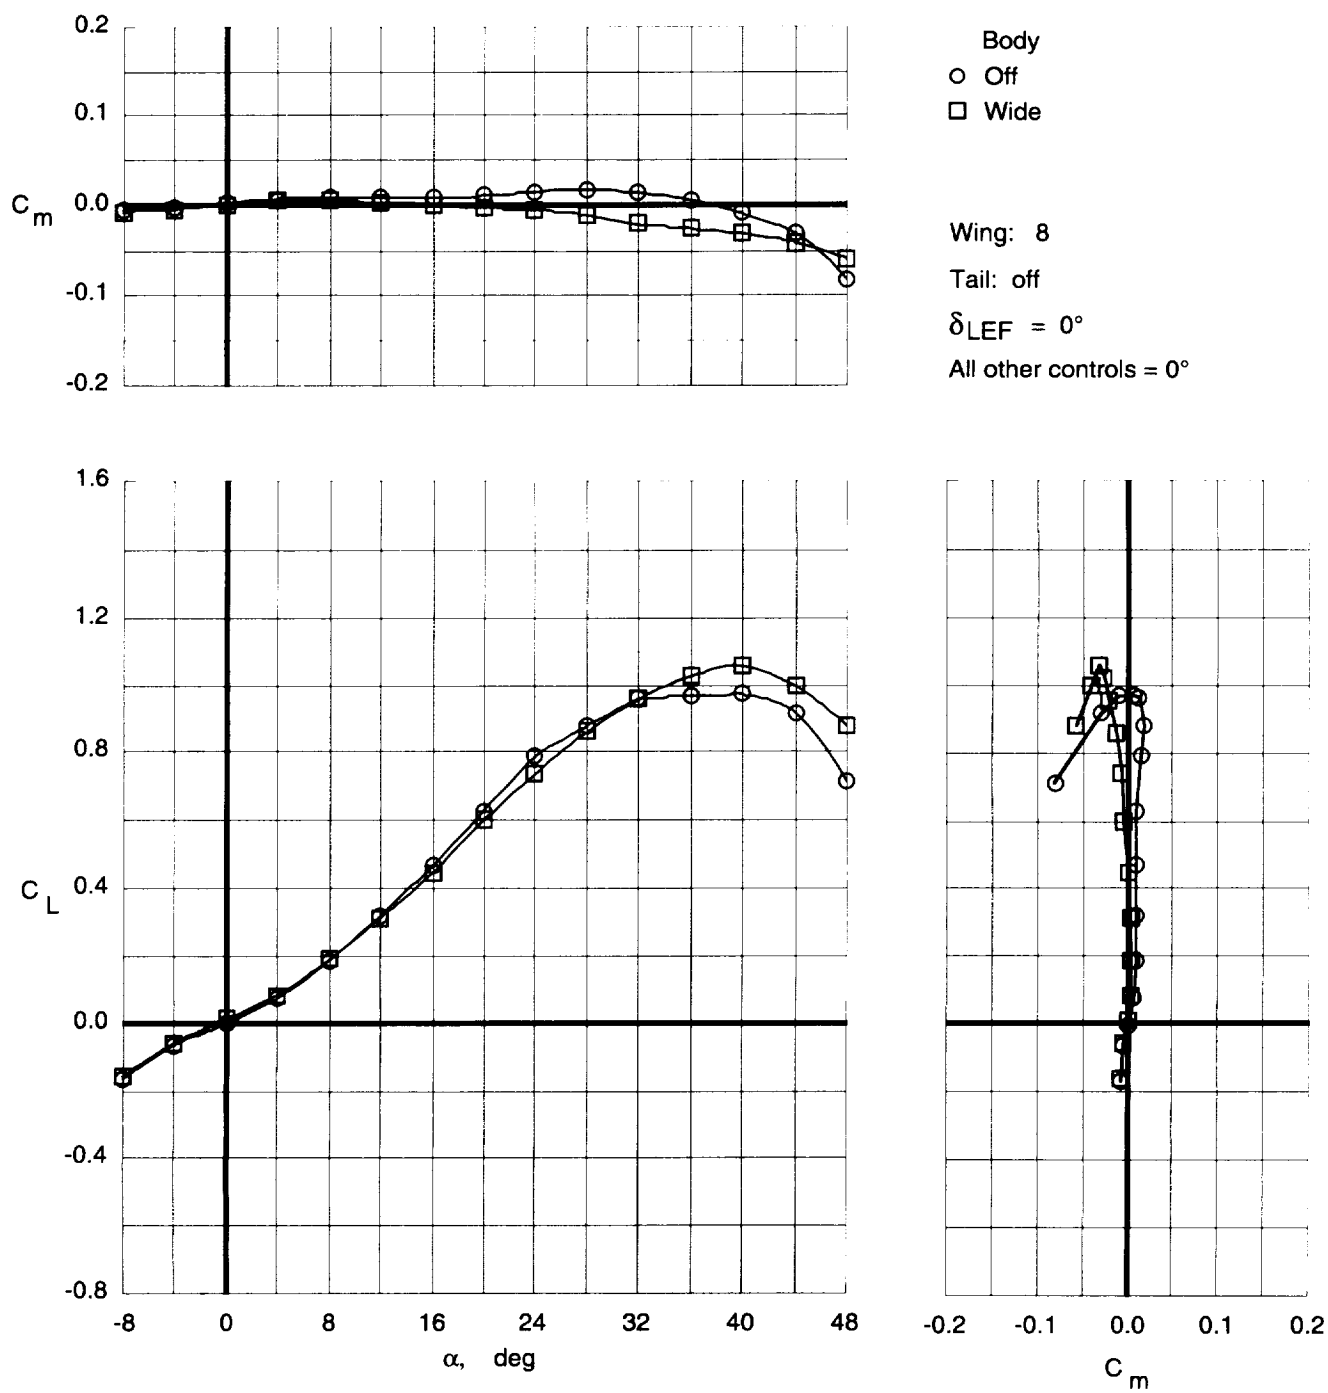 0.2
0.1
C m 0.0
-0.1
-0.2
Body
Off
Wide
Wing: 8
Tail: off
δLEF = 0°
All other controls = 0°
1.6
1.2
0.8
C L 0.4
0.0
-0.4
-0.8
-8 0 8 16 24 32 40 48
α, deg
-0.2 -0.1 0.0 0.1 0.2
C m